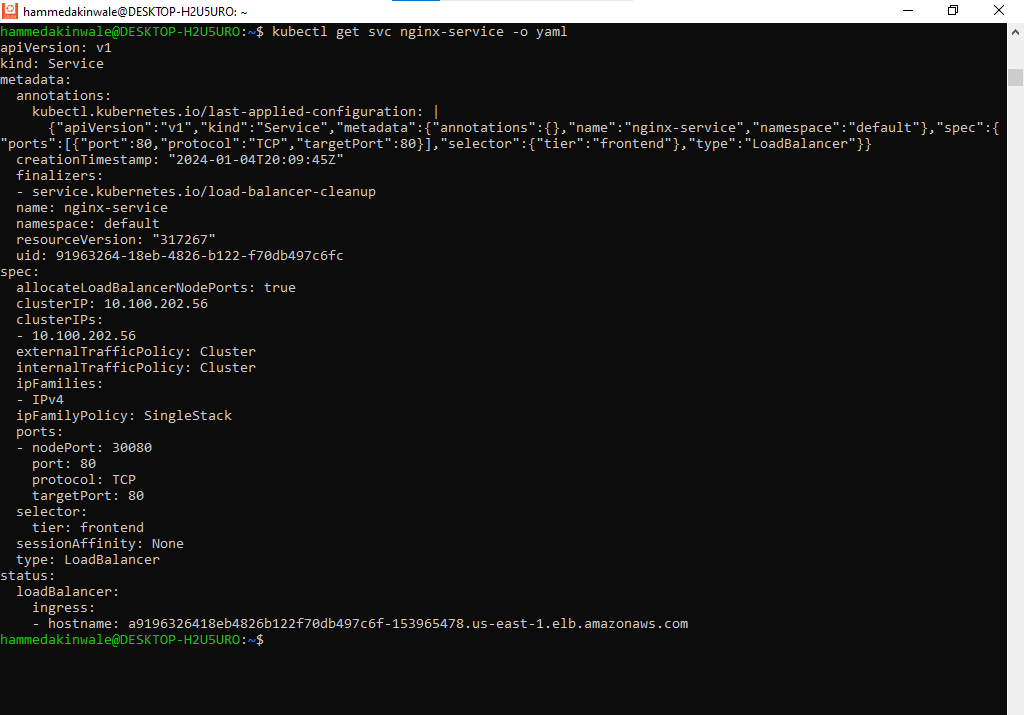 hammedakinwale@DESKTOP-H2U5URO: ~
hammedakinwale@DESKTOP-H2U5URO:~$ kubectl get svc nginx-service -o yaml
apiVersion: v1
kind: Service
metadata:
  annotations:
    kubectl.kubernetes.io/last-applied-configuration: |
      {"apiVersion":"v1","kind":"Service","metadata":{"annotations":{},"name":"nginx-service","namespace":"default"},"spec":{
"ports":[{"port":80,"protocol":"TCP","targetPort":80}],"selector":{"tier":"frontend"},"type":"LoadBalancer"}}
  creationTimestamp: "2024-01-04T20:09:45Z"
  finalizers:
  - service.kubernetes.io/load-balancer-cleanup
  name: nginx-service
  namespace: default
  resourceVersion: "317267"
  uid: 91963264-18eb-4826-b122-f70db497c6fc
spec:
  allocateLoadBalancerNodePorts: true
  clusterIP: 10.100.202.56
  clusterIPs:
  - 10.100.202.56
  externalTrafficPolicy: Cluster
  internalTrafficPolicy: Cluster
  ipFamilies:
  - IPv4
  ipFamilyPolicy: SingleStack
  ports:
  - nodePort: 30080
    port: 80
    protocol: TCP
    targetPort: 80
  selector:
    tier: frontend
  sessionAffinity: None
  type: LoadBalancer
status:
  loadBalancer:
    ingress:
    - hostname: a9196326418eb4826b122f70db497c6f-153965478.us-east-1.elb.amazonaws.com
hammedakinwale@DESKTOP-H2U5URO:~$